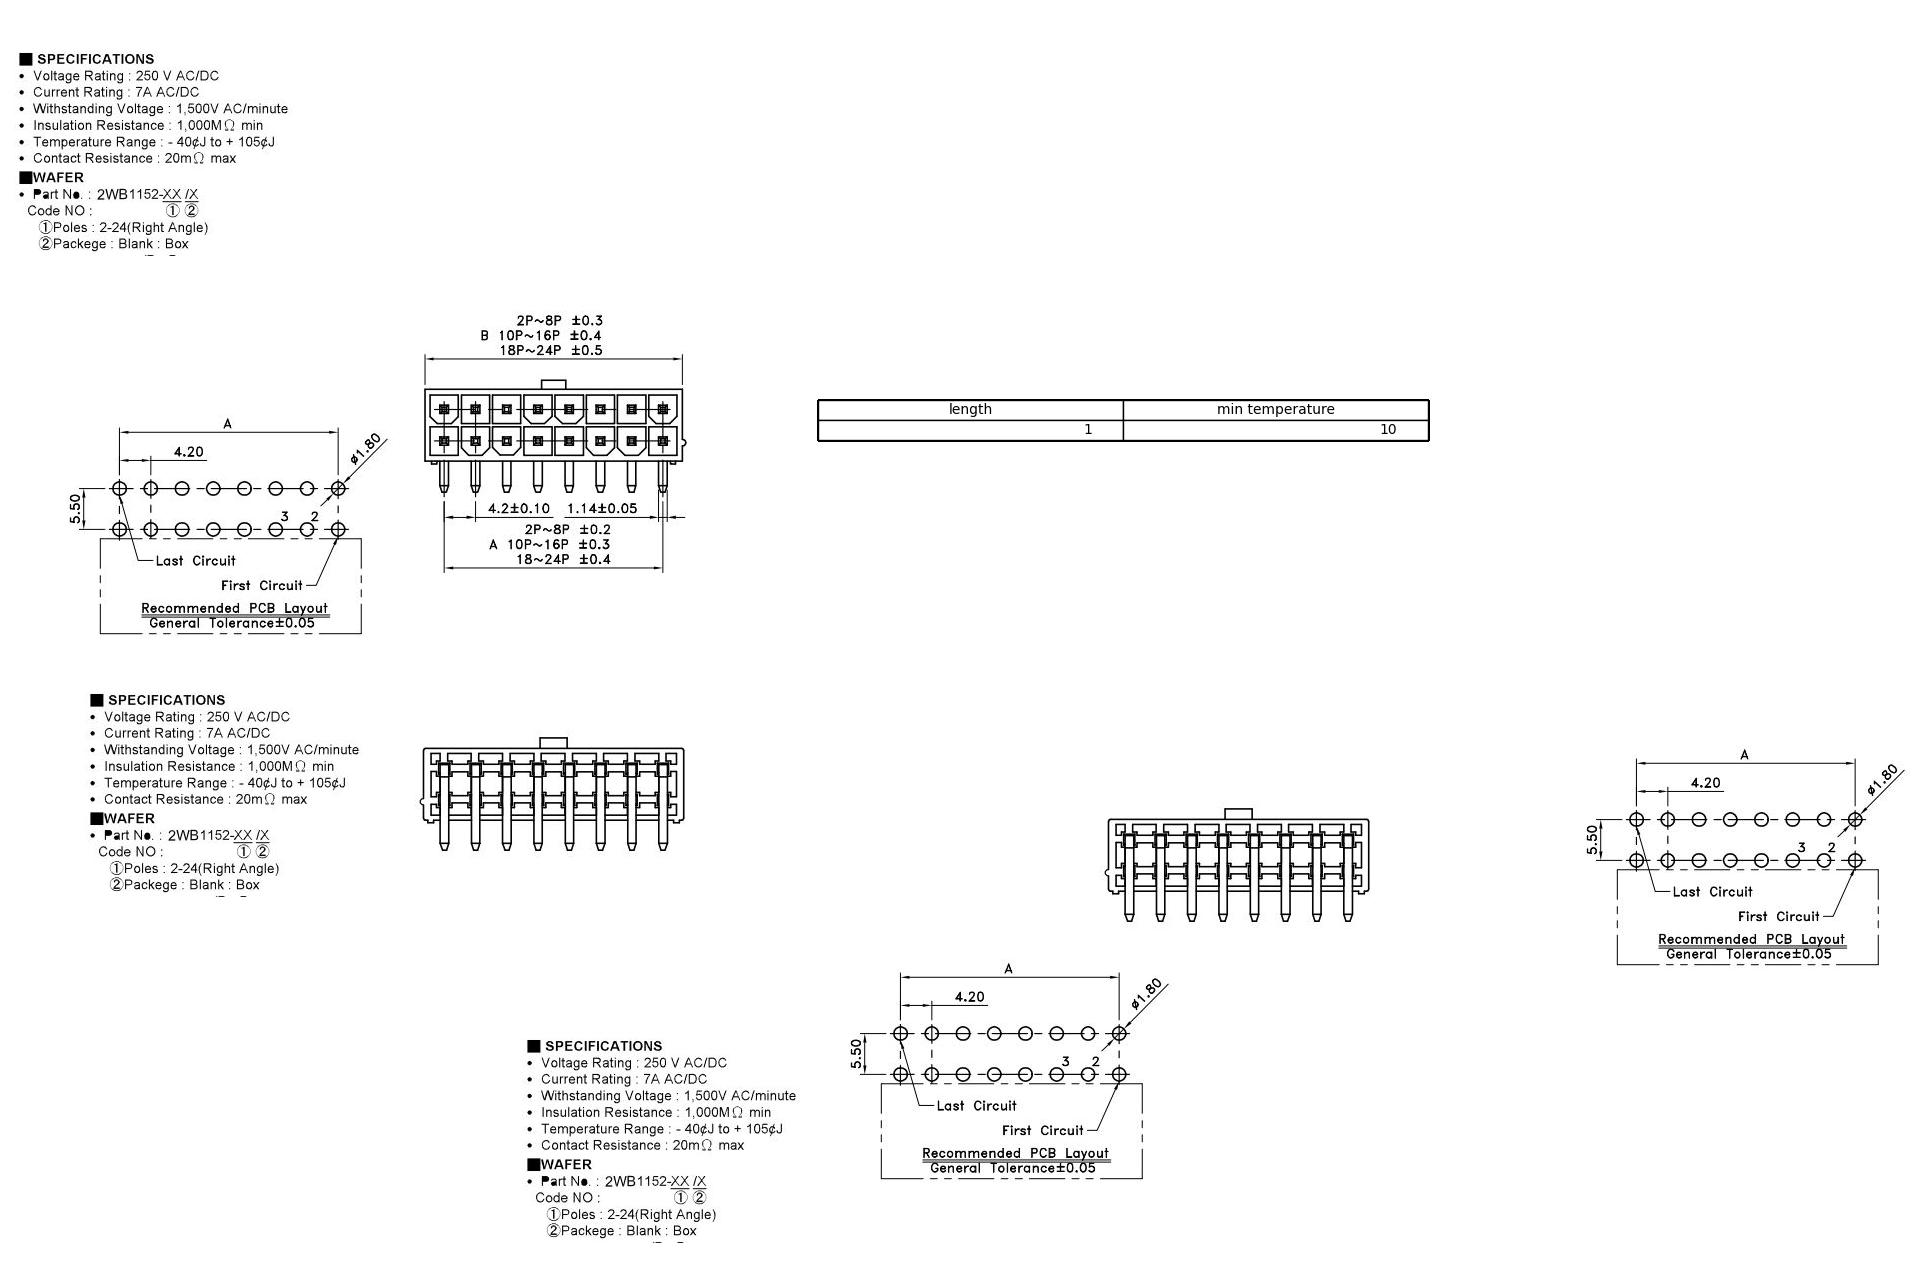 ■ SPECIFICATIONS
• Voltage Rating : 250 V AC/DC
• Current Rating : 7A AC/DC
• Withstanding Voltage : 1,500V AC/minute
• Insulation Resistance : 1,000MΩ min
• Temperature Range : - 40¢J to + 105¢J
• Contact Resistance : 20mΩ max
■WAFER
• Part No. : 2WB1152-XX /X
Code NO : ① ②
①Poles : 2-24(Right Angle)
②Packege : Blank : Box
2P~8P ±0.3
B 10P~16P ±0.4
18P~24P ±0.5
4.2±0.10 1.14±0.05
2P~8P ±0.2
A 10P~16P ±0.3
18~24P ±0.4
A
4.20
ø1.80
5.50
3 2
Last Circuit
First Circuit
Recommended PCB Layout
General Tolerance±0.05
length min temperature
1 10
■ SPECIFICATIONS
• Voltage Rating : 250 V AC/DC
• Current Rating : 7A AC/DC
• Withstanding Voltage : 1,500V AC/minute
• Insulation Resistance : 1,000MΩ min
• Temperature Range : - 40¢J to + 105¢J
• Contact Resistance : 20mΩ max
■WAFER
• Part No. : 2WB1152-XX /X
Code NO : ① ②
①Poles : 2-24(Right Angle)
②Packege : Blank : Box
A
4.20
ø1.80
5.50
3 2
Last Circuit
First Circuit
Recommended PCB Layout
General Tolerance±0.05
A
4.20
ø1.80
5.50
3 2
Last Circuit
First Circuit
Recommended PCB Layout
General Tolerance±0.05
■ SPECIFICATIONS
• Voltage Rating : 250 V AC/DC
• Current Rating : 7A AC/DC
• Withstanding Voltage : 1,500V AC/minute
• Insulation Resistance : 1,000MΩ min
• Temperature Range : - 40¢J to + 105¢J
• Contact Resistance : 20mΩ max
■WAFER
• Part No. : 2WB1152-XX /X
Code NO : ① ②
①Poles : 2-24(Right Angle)
②Packege : Blank : Box